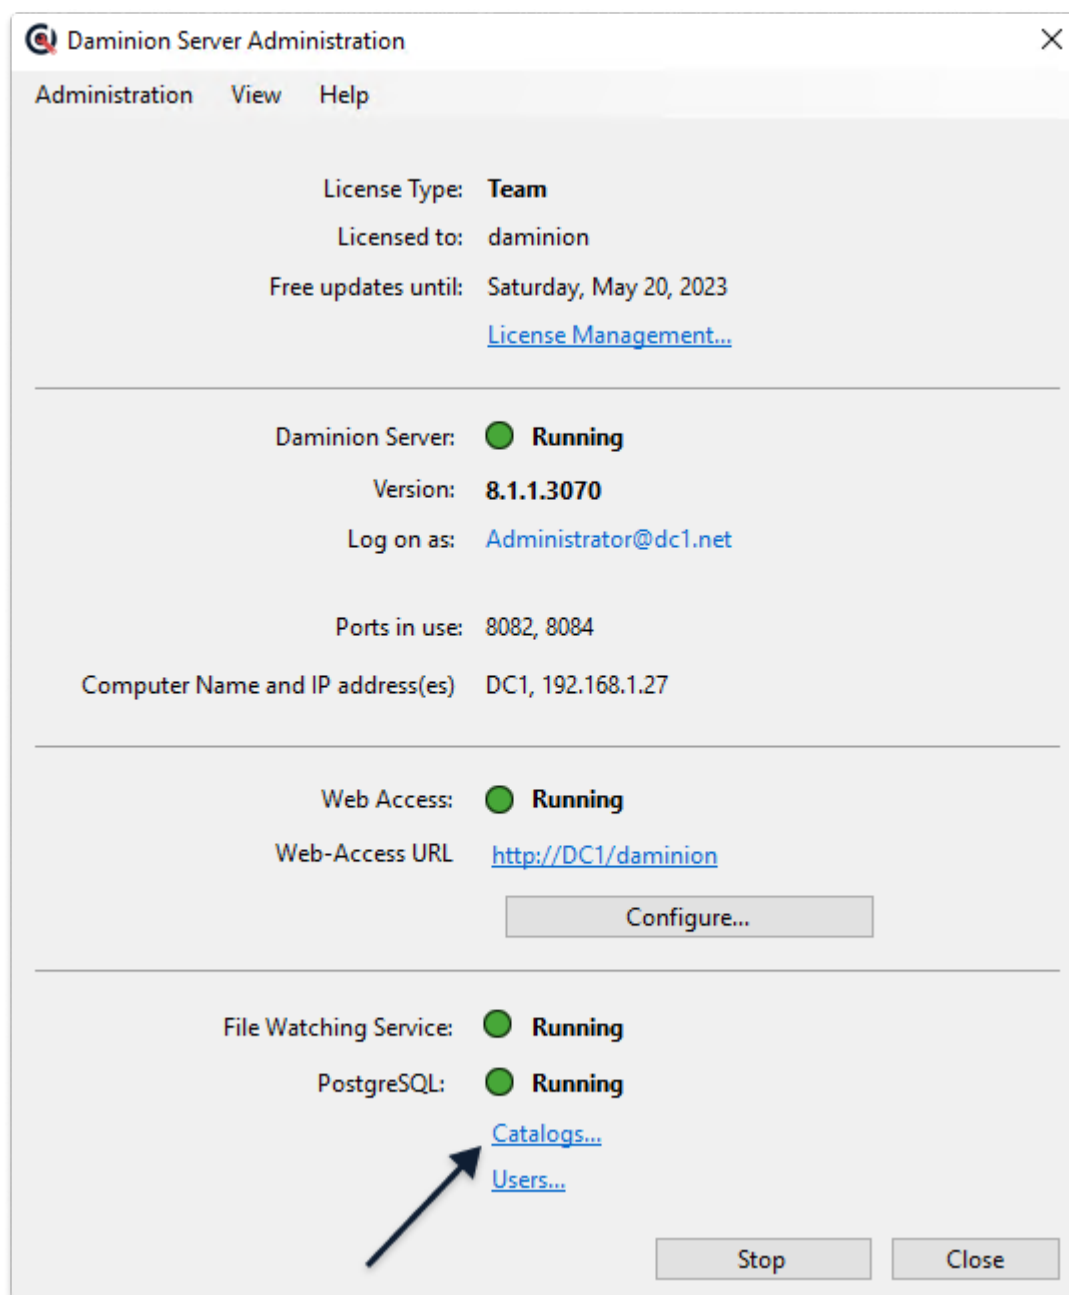 Daminion Server Administration
Administration View Help
License Type: Team
Licensed to: daminion
Free updates until: Saturday, May 20, 2023
License Management...
Daminion Server: Running
Version: 8.1.1.3070
Log on as: Administrator@dc1.net
Ports in use: 8082, 8084
Computer Name and IP address(es) DC1, 192.168.1.27
Web Access: Running
Web-Access URL http://DC1/daminion
Configure...
File Watching Service: Running
PostgreSQL: Running
Catalogs...
Users...
Stop Close